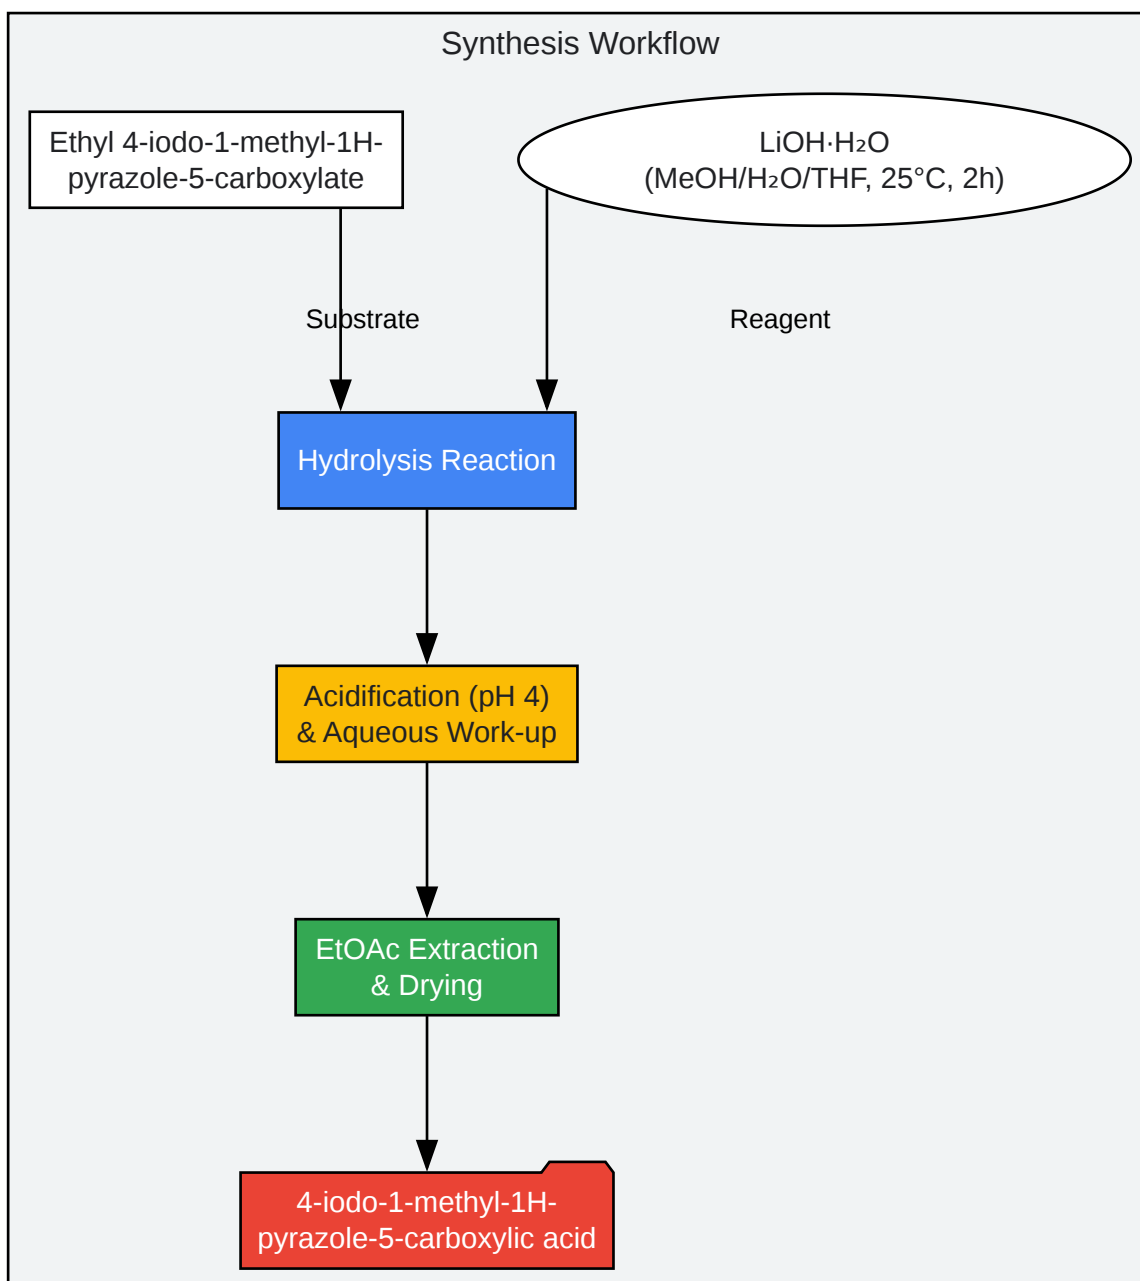 Synthesis Workflow
Ethyl 4-iodo-1-methyl-1H-
pyrazole-5-carboxylate
LiOH·H₂O
(MeOH/H₂O/THF, 25°C, 2h)
Substrate
Reagent
Hydrolysis Reaction
Acidification (pH 4)
& Aqueous Work-up
EtOAc Extraction
& Drying
4-iodo-1-methyl-1H-
pyrazole-5-carboxylic acid